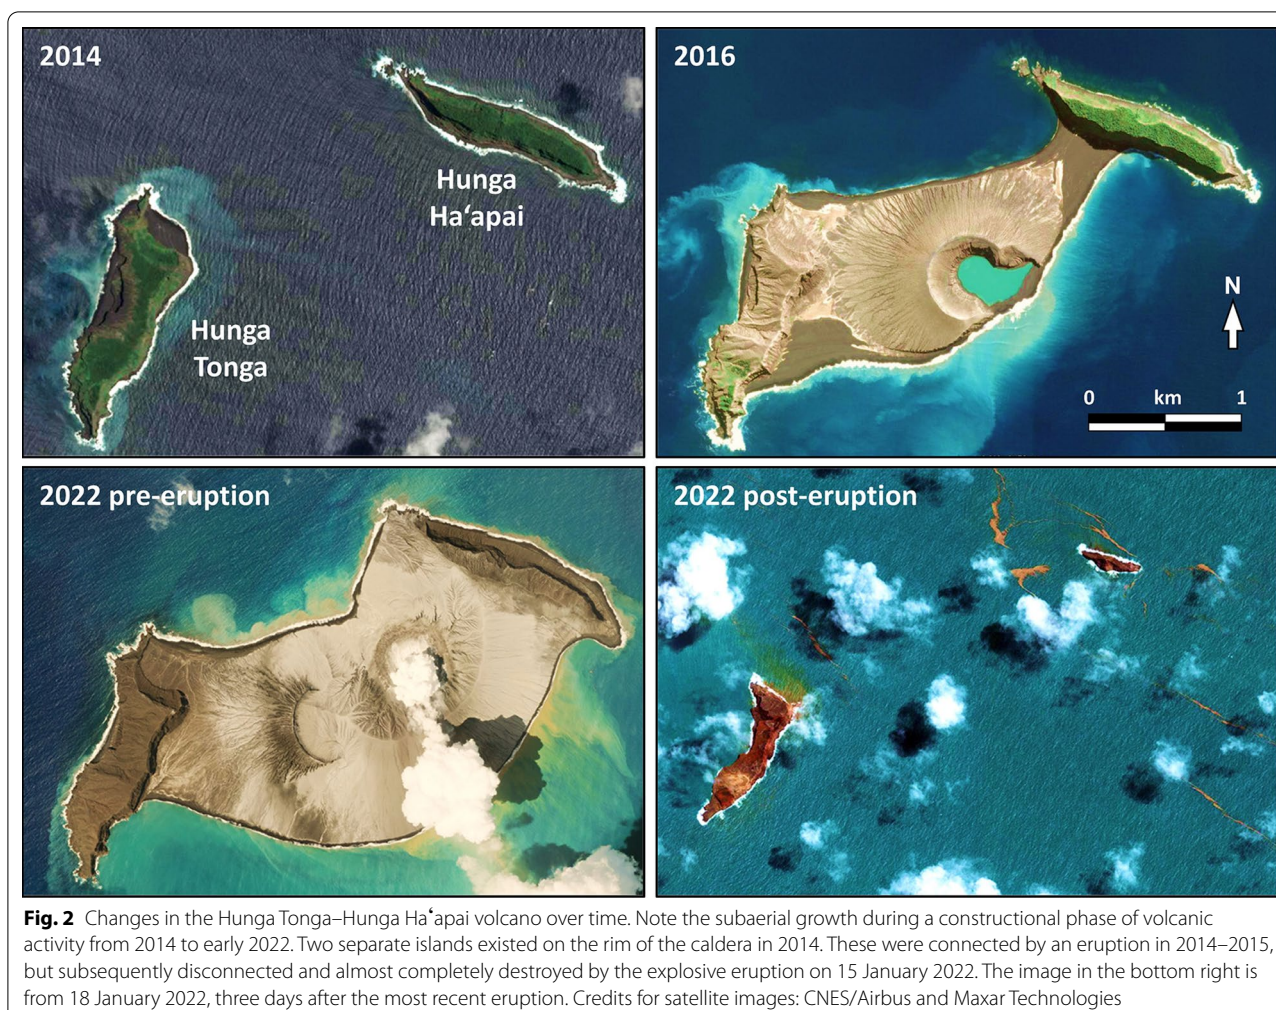 2014
Hunga
Ha‘apai
Hunga
Tonga
2016
N
0 km 1
2022 pre-eruption
2022 post-eruption
Fig. 2 Changes in the Hunga Tonga–Hunga Ha‘apai volcano over time. Note the subaerial growth during a constructional phase of volcanic
activity from 2014 to early 2022. Two separate islands existed on the rim of the caldera in 2014. These were connected by an eruption in 2014–2015,
but subsequently disconnected and almost completely destroyed by the explosive eruption on 15 January 2022. The image in the bottom right is
from 18 January 2022, three days after the most recent eruption. Credits for satellite images: CNES/Airbus and Maxar Technologies